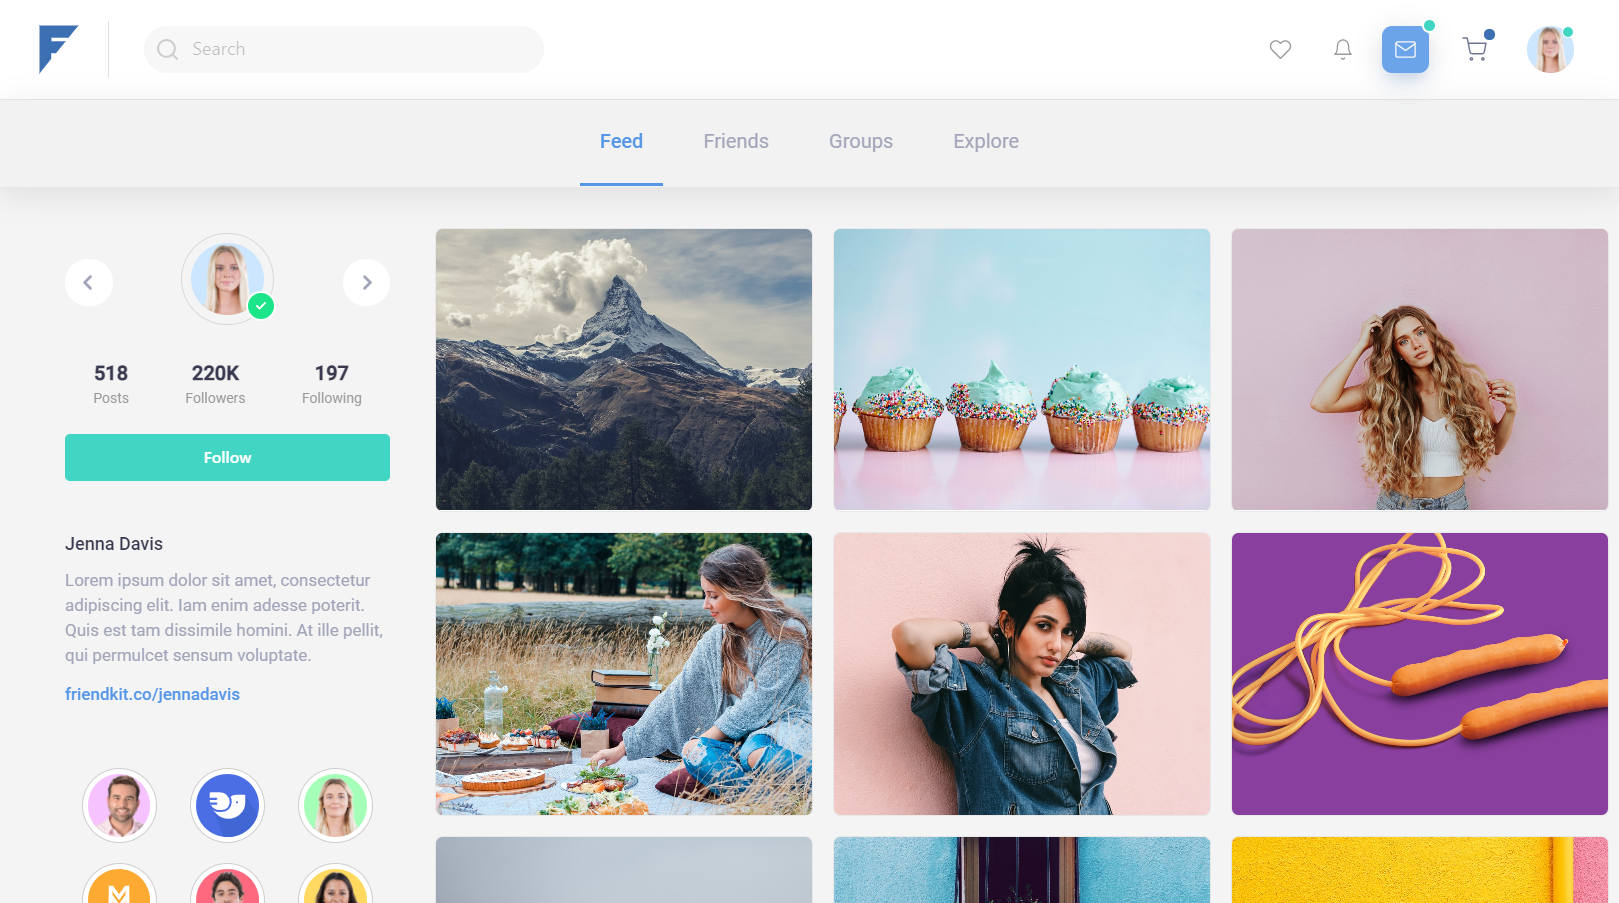 Search
Feed
Friends
Groups
Explore
518
Posts
220K
Followers
197
Following
Follow
Jenna Davis
Lorem ipsum dolor sit amet, consectetur
adipiscing elit. Iam enim adesse poterit.
Quis est tam dissimile homini. At ille pellit,
qui permulcet sensum voluptate.
friendkit.co/jennadavis